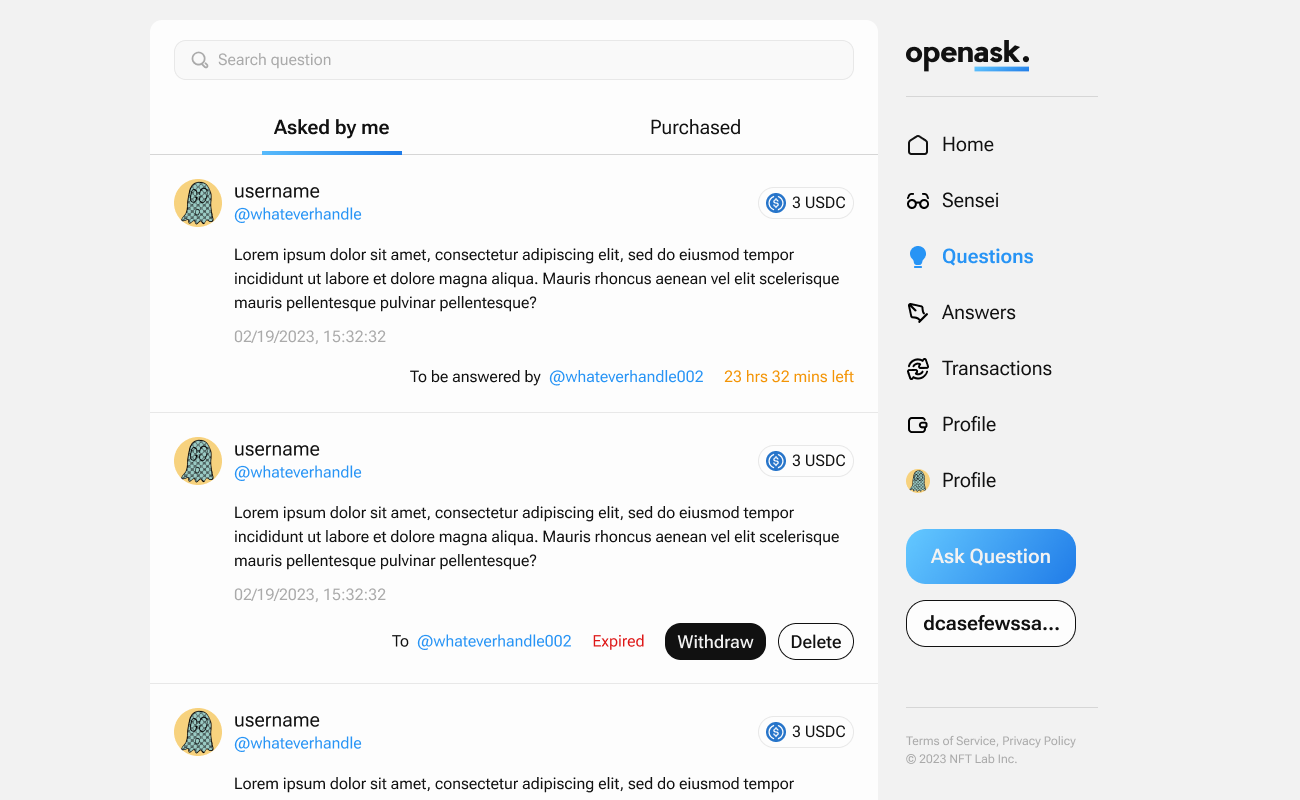 Search question
Asked by me
Purchased
username
@whateverhandle
3 USDC
Lorem ipsum dolor sit amet, consectetur adipiscing elit, sed do eiusmod tempor
incididunt ut labore et dolore magna aliqua. Mauris rhoncus aenean vel elit scelerisque
mauris pellentesque pulvinar pellentesque?
02/19/2023, 15:32:32
To be answered by @whateverhandle002 23 hrs 32 mins left
username
@whateverhandle
3 USDC
Lorem ipsum dolor sit amet, consectetur adipiscing elit, sed do eiusmod tempor
incididunt ut labore et dolore magna aliqua. Mauris rhoncus aenean vel elit scelerisque
mauris pellentesque pulvinar pellentesque?
02/19/2023, 15:32:32
To @whateverhandle002 Expired Withdraw Delete
username
@whateverhandle
3 USDC
Lorem ipsum dolor sit amet, consectetur adipiscing elit, sed do eiusmod tempor
openask.
Home
Sensei
Questions
Answers
Transactions
Profile
Profile
Ask Question
dcasefewssa...
Terms of Service, Privacy Policy
© 2023 NFT Lab Inc.